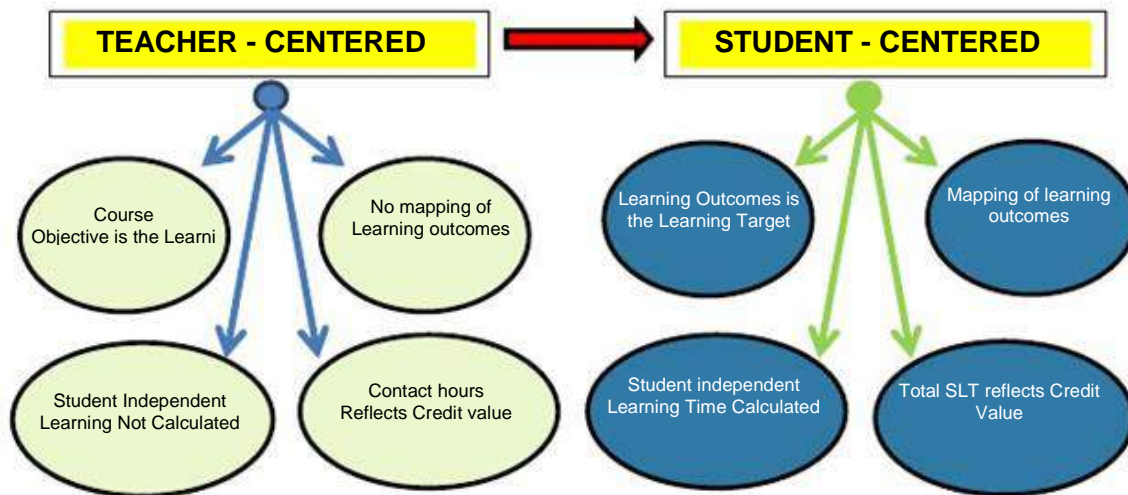 TEACHER - CENTERED
STUDENT - CENTERED
Course
Objective is the Learni
No mapping of
Learning outcomes
Student Independent
Learning Not Calculated
Contact hours
Reflects Credit value
Learning Outcomes is
the Learning Target
Mapping of learning
outcomes
Student independent
Learning Time Calculated
Total SLT reflects Credit
Value